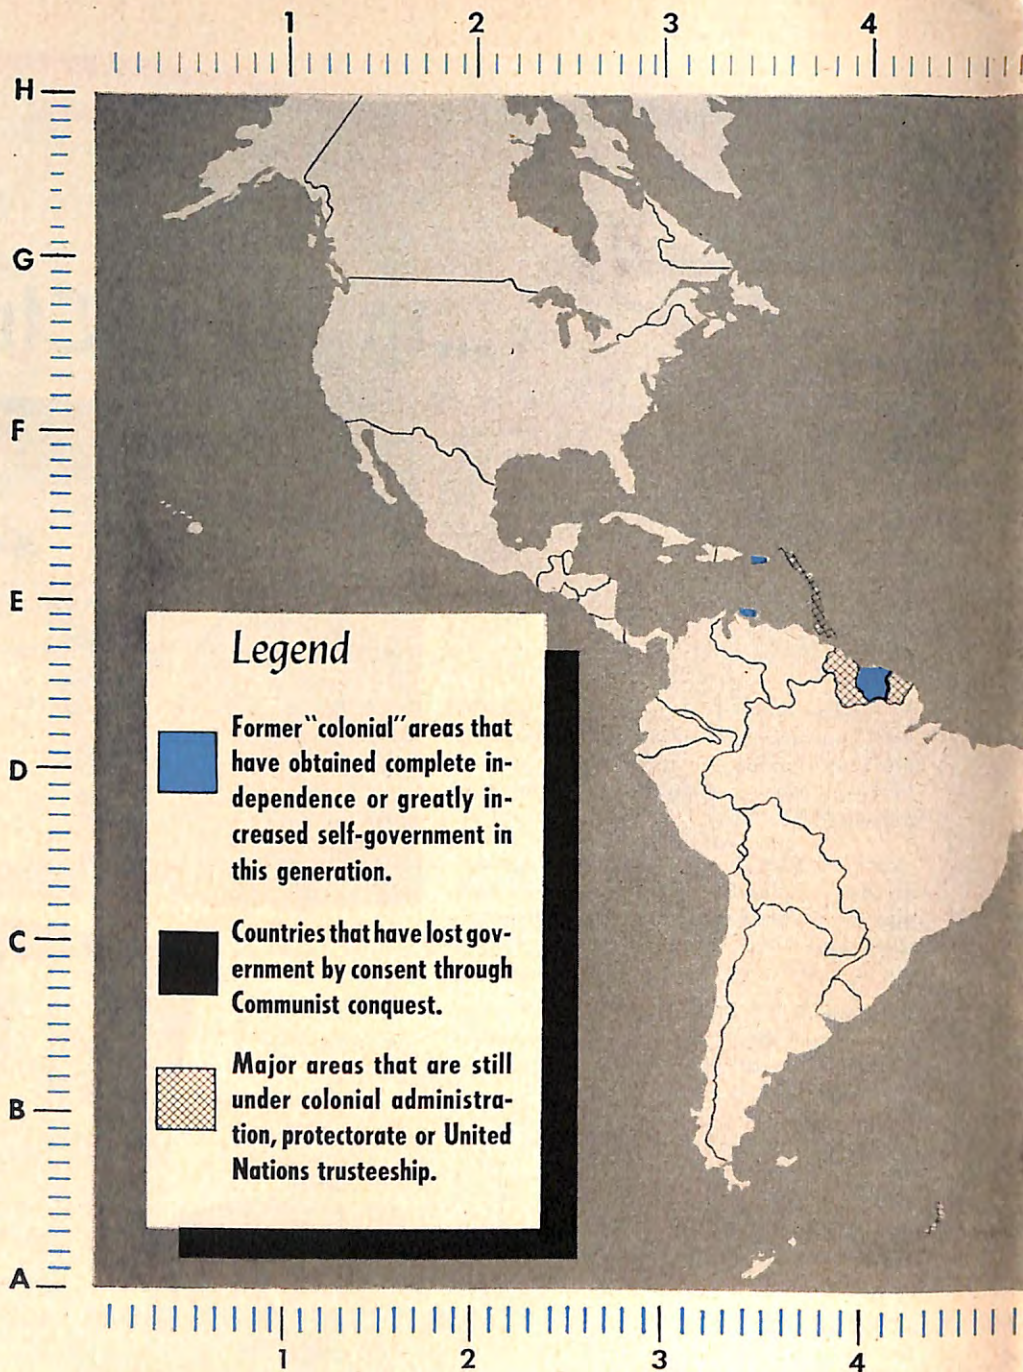 1 2 3 4
H
G
F
E
D
C
B
A
Legend
Former "colonial" areas that
have obtained complete in-
dependence or greatly in-
creased self-government in
this generation.
Countries that have lost gov-
ernment by consent through
Communist conquest.
Major areas that are still
under colonial administra-
tion, protectorate or United
Nations trusteeship.
1 2 3 4